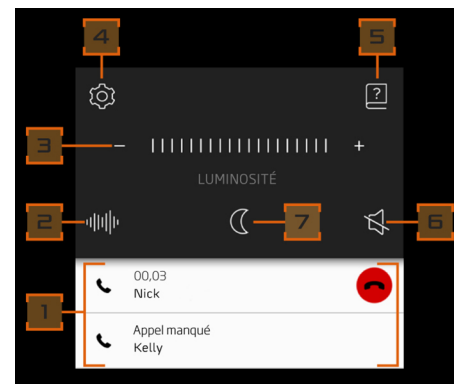 4
5
?
3
− +
LUMINOSITÉ
2
7
6
00,03
Nick
1
Appel manqué
Kelly